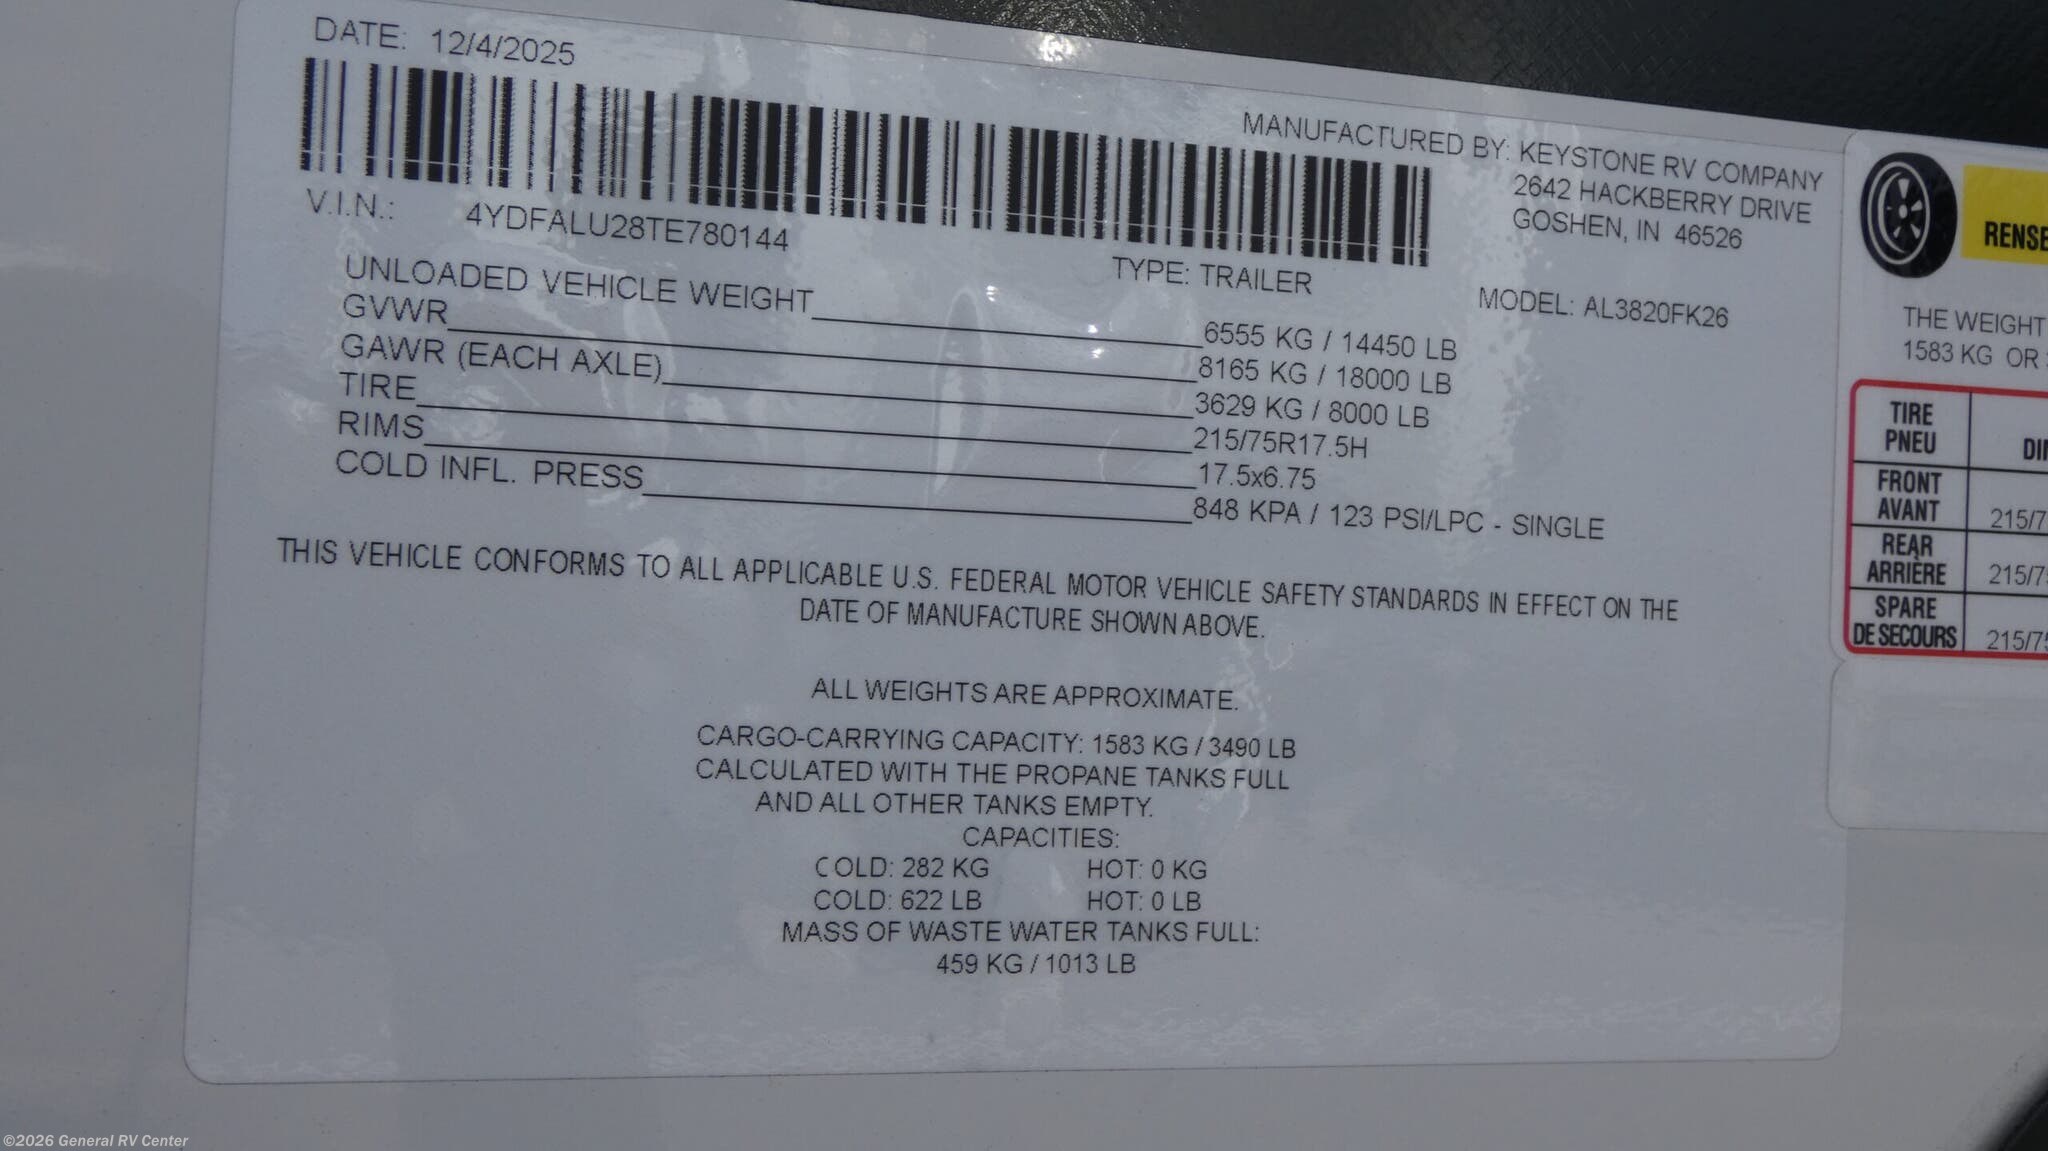 DATE: 12/4/2025
MANUFACTURED BY: KEYSTONE RV COMPANY
2642 HACKBERRY DRIVE
GOSHEN, IN 46526
V.I.N.: 4YDFALU28TE780144
TYPE: TRAILER
MODEL: AL3820FK26
UNLOADED VEHICLE WEIGHT 6555 KG / 14450 LB
GVWR 8165 KG / 18000 LB
GAWR (EACH AXLE) 3629 KG / 8000 LB
TIRE 215/75R17.5H
RIMS 17.5x6.75
COLD INFL. PRESS 848 KPA / 123 PSI/LPC - SINGLE
THIS VEHICLE CONFORMS TO ALL APPLICABLE U.S. FEDERAL MOTOR VEHICLE SAFETY STANDARDS IN EFFECT ON THE
DATE OF MANUFACTURE SHOWN ABOVE.
ALL WEIGHTS ARE APPROXIMATE.
CARGO-CARRYING CAPACITY: 1583 KG / 3490 LB
CALCULATED WITH THE PROPANE TANKS FULL
AND ALL OTHER TANKS EMPTY.
CAPACITIES:
COLD: 282 KG HOT: 0 KG
COLD: 622 LB HOT: 0 LB
MASS OF WASTE WATER TANKS FULL:
459 KG / 1013 LB
RENSE
THE WEIGHT
1583 KG OR
TIRE
PNEU
DI
FRONT
AVANT 215/7
REAR
ARRIÈRE 215/75
SPARE
DE SECOURS 215/75
©2026 General RV Center